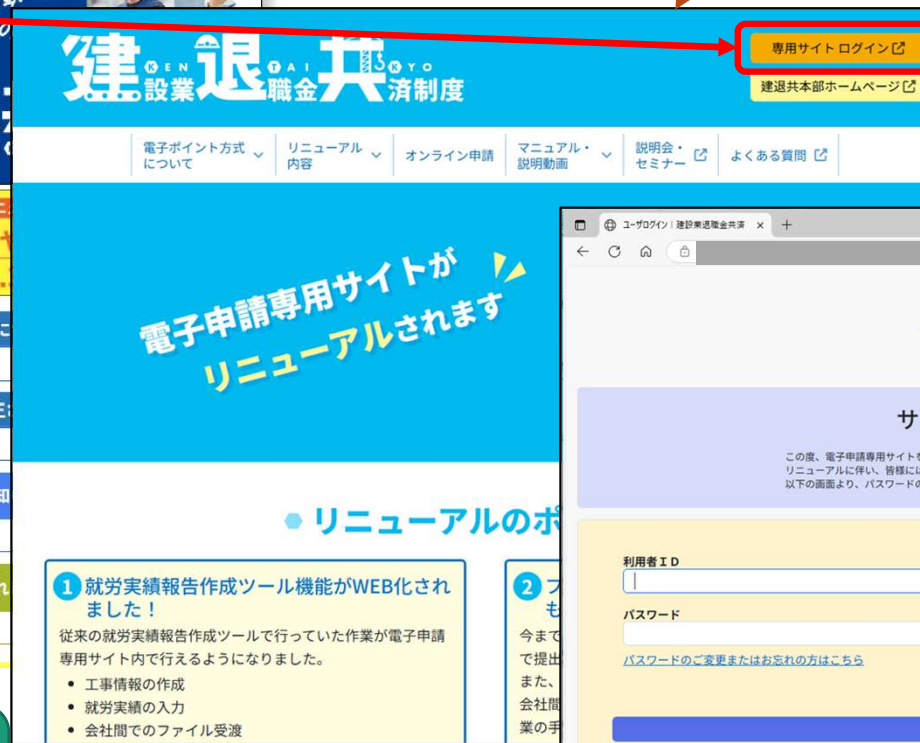 建設業退職金共済制度
KEN TAI KYO
専用サイト ログイン
建退共本部ホームページ
電子ポイント方式
について
リニューアル
内容
オンライン申請
マニュアル・
説明動画
説明会・
セミナー
よくある質問
電子申請専用サイトが
リニューアルされます
リニューアルのポ
1 就労実績報告作成ツール機能がWEB化され
ました！
従来の就労実績報告作成ツールで行っていた作業が電子申請
専用サイト内で行えるようになりました。
• 工事情報の作成
• 就労実績の入力
• 会社間でのファイル受渡
2 フ
も
今まで
で提出
また、
会社間
業の手
ユーザログイン | 建設業退職金共済
サ
この度、電子申請専用サイトを
リニューアルに伴い、皆様には
以下の画面より、パスワードの
利用者ＩＤ
パスワード
パスワードのご変更またはお忘れの方はこちら